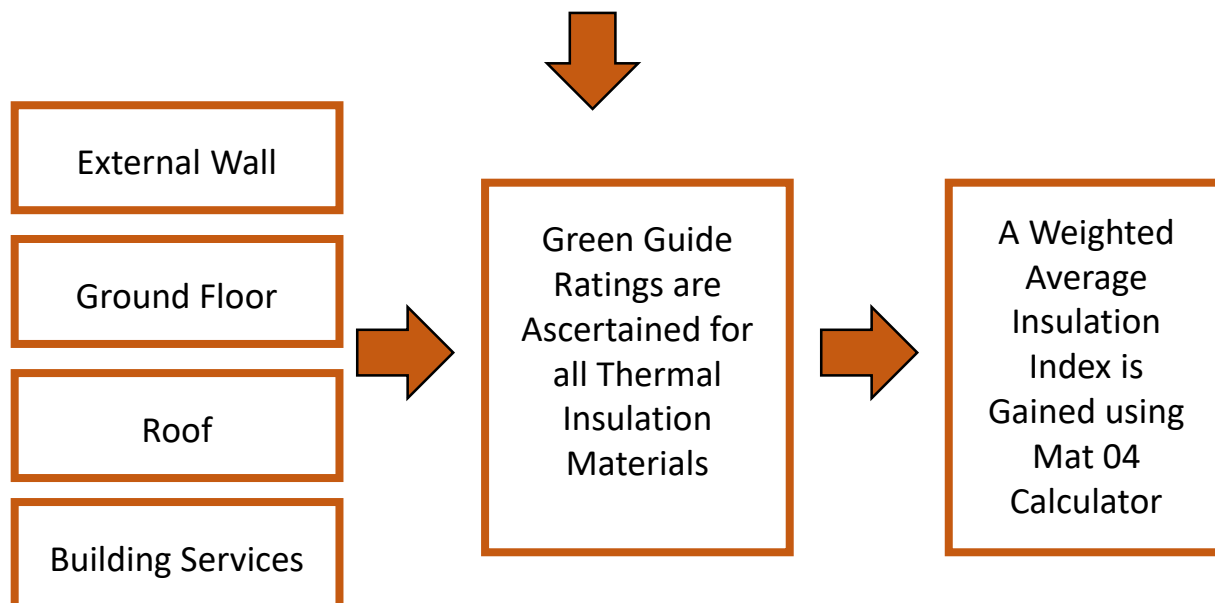 External Wall
Ground Floor
Roof
Building Services
Green Guide
Ratings are
Ascertained for
all Thermal
Insulation
Materials
A Weighted
Average
Insulation
Index is
Gained using
Mat 04
Calculator